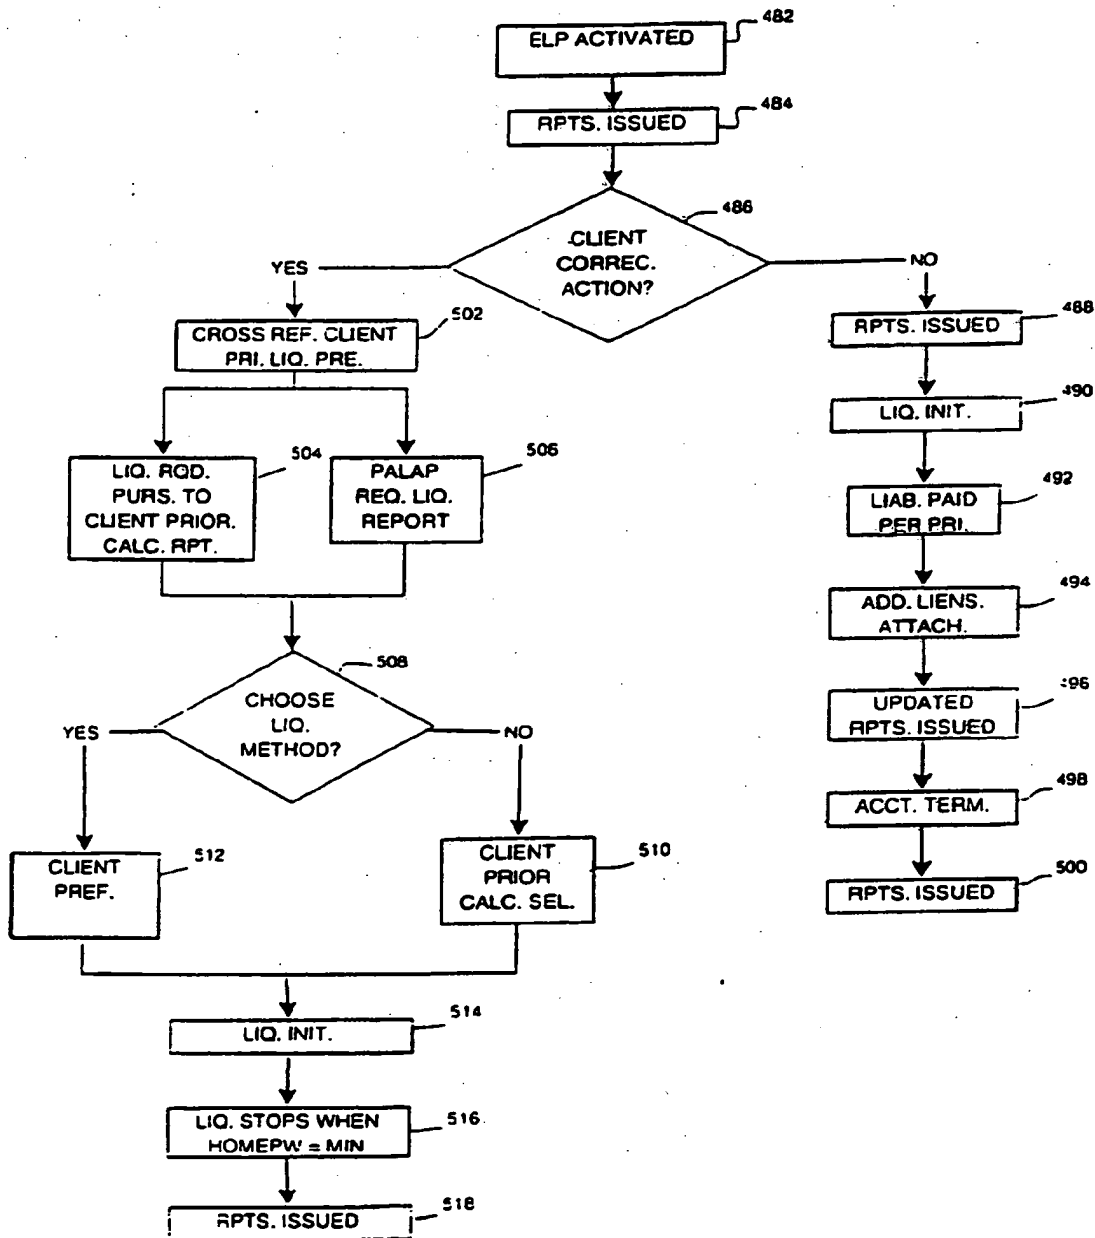 482
ELP ACTIVATED
484
RPTS. ISSUED
486
CLIENT
CORREC.
ACTION?
YES
NO
502
CROSS REF. CLIENT
PRI. LIQ. PRE.
504
LIQ. RQD.
PURS. TO
CLIENT PRIOR.
CALC. RPT.
506
PALAP
REQ. LIQ.
REPORT
508
CHOOSE
LIQ.
METHOD?
YES
NO
512
CLIENT
PREF.
510
CLIENT
PRIOR
CALC. SEL.
514
LIQ. INIT.
516
LIQ. STOPS WHEN
HOMEPW = MIN
518
RPTS. ISSUED
488
RPTS. ISSUED
490
LIQ. INIT.
492
LIAB. PAID
PER PRI.
494
ADD. LIENS.
ATTACH.
496
UPDATED
RPTS. ISSUED
498
ACCT. TERM.
500
RPTS. ISSUED